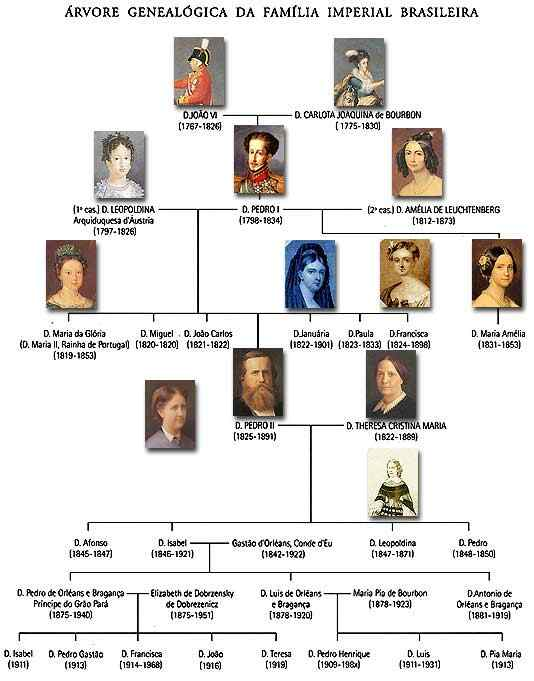 ÁRVORE GENEALÓGICA DA FAMÍLIA IMPERIAL BRASILEIRA
D.JOÃO VI
(1767-1826)
D. CARLOTA JOAQUINA de BOURBON
(1775-1830)
(1º cas.) D. LEOPOLDINA
Arquiduquesa d'Áustria
(1797-1826)
D. PEDRO I
(1798-1834)
(2º cas.) D. AMÉLIA DE LEUCHTENBERG
(1812-1873)
D. Maria da Glória
(D. Maria II, Rainha de Portugal)
(1819-1853)
D. Miguel
(1820-1820)
D. João Carlos
(1821-1822)
D.Januária
(1822-1901)
D.Paula
(1823-1833)
D.Francisca
(1824-1898)
D. Maria Amélia
(1831-1853)
D. PEDRO II
(1825-1891)
D. THERESA CRISTINA MARIA
(1822-1889)
D. Afonso
(1845-1847)
D. Isabel
(1846-1921)
Gastão d'Orléans, Conde d'Eu
(1842-1922)
D. Leopoldina
(1847-1871)
D. Pedro
(1848-1850)
D. Pedro de Orléans e Bragança
Príncipe do Grão Pará
(1875-1940)
Elizabeth de Dobrzensky
de Dobrezenicz
(1875-1951)
D. Luis de Orléans
e Bragança
(1878-1920)
Maria Pia de Bourbon
(1878-1923)
D.Antonio de
Orléans e Bragança
(1881-1919)
D. Isabel
(1911)
D. Pedro Gastão
(1913)
D. Francisca
(1914-1968)
D. João
(1916)
D. Teresa
(1919)
D. Pedro Henrique
(1909-198x)
D. Luis
(1911-1931)
D. Pia Maria
(1913)